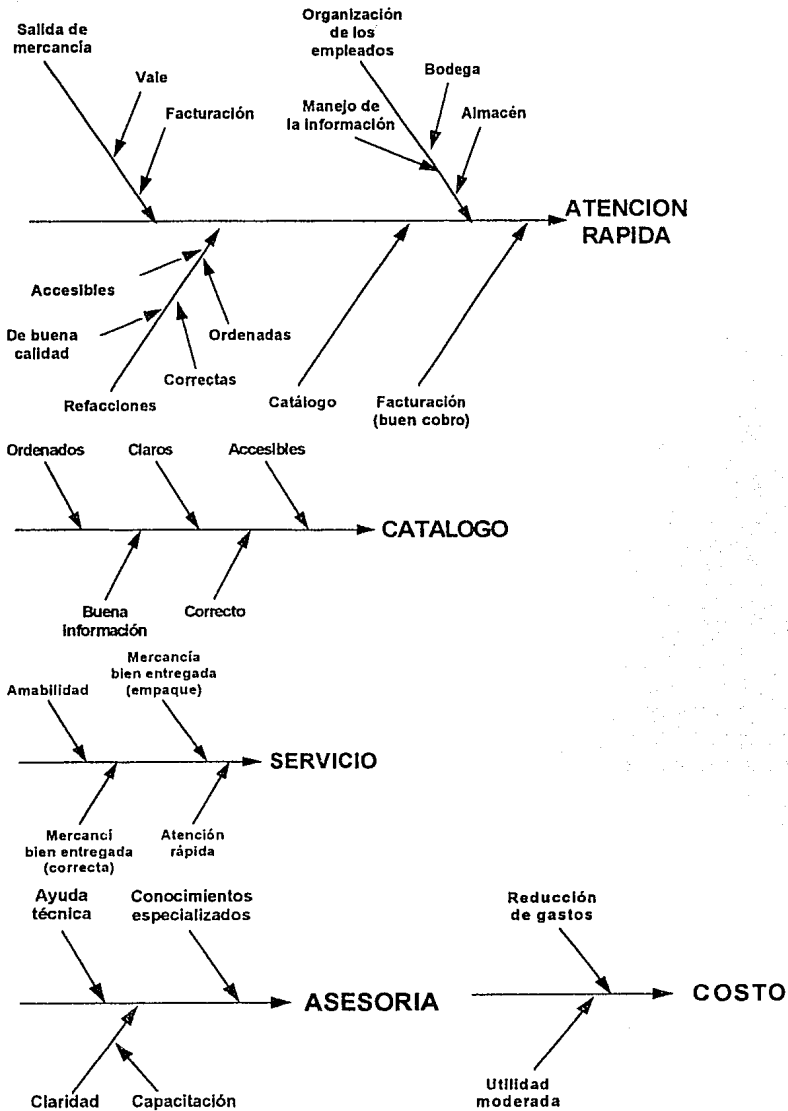 Salida de
mercancía
Vale
Facturación
Organización
de los
empleados
Bodega
Manejo de
la información
Almacén
ATENCION
RAPIDA
Accesibles
De buena
calidad
Ordenadas
Correctas
Refacciones
Catálogo
Facturación
(buen cobro)
Ordenados
Claros
Accesibles
CATALOGO
Buena
información
Correcto
Mercancía
bien entregada
(empaque)
Amabilidad
SERVICIO
Mercancí
bien entregada
(correcta)
Atención
rápida
Ayuda
técnica
Conocimientos
especializados
ASESORIA
Claridad
Capacitación
Reducción
de gastos
COSTO
Utilidad
moderada